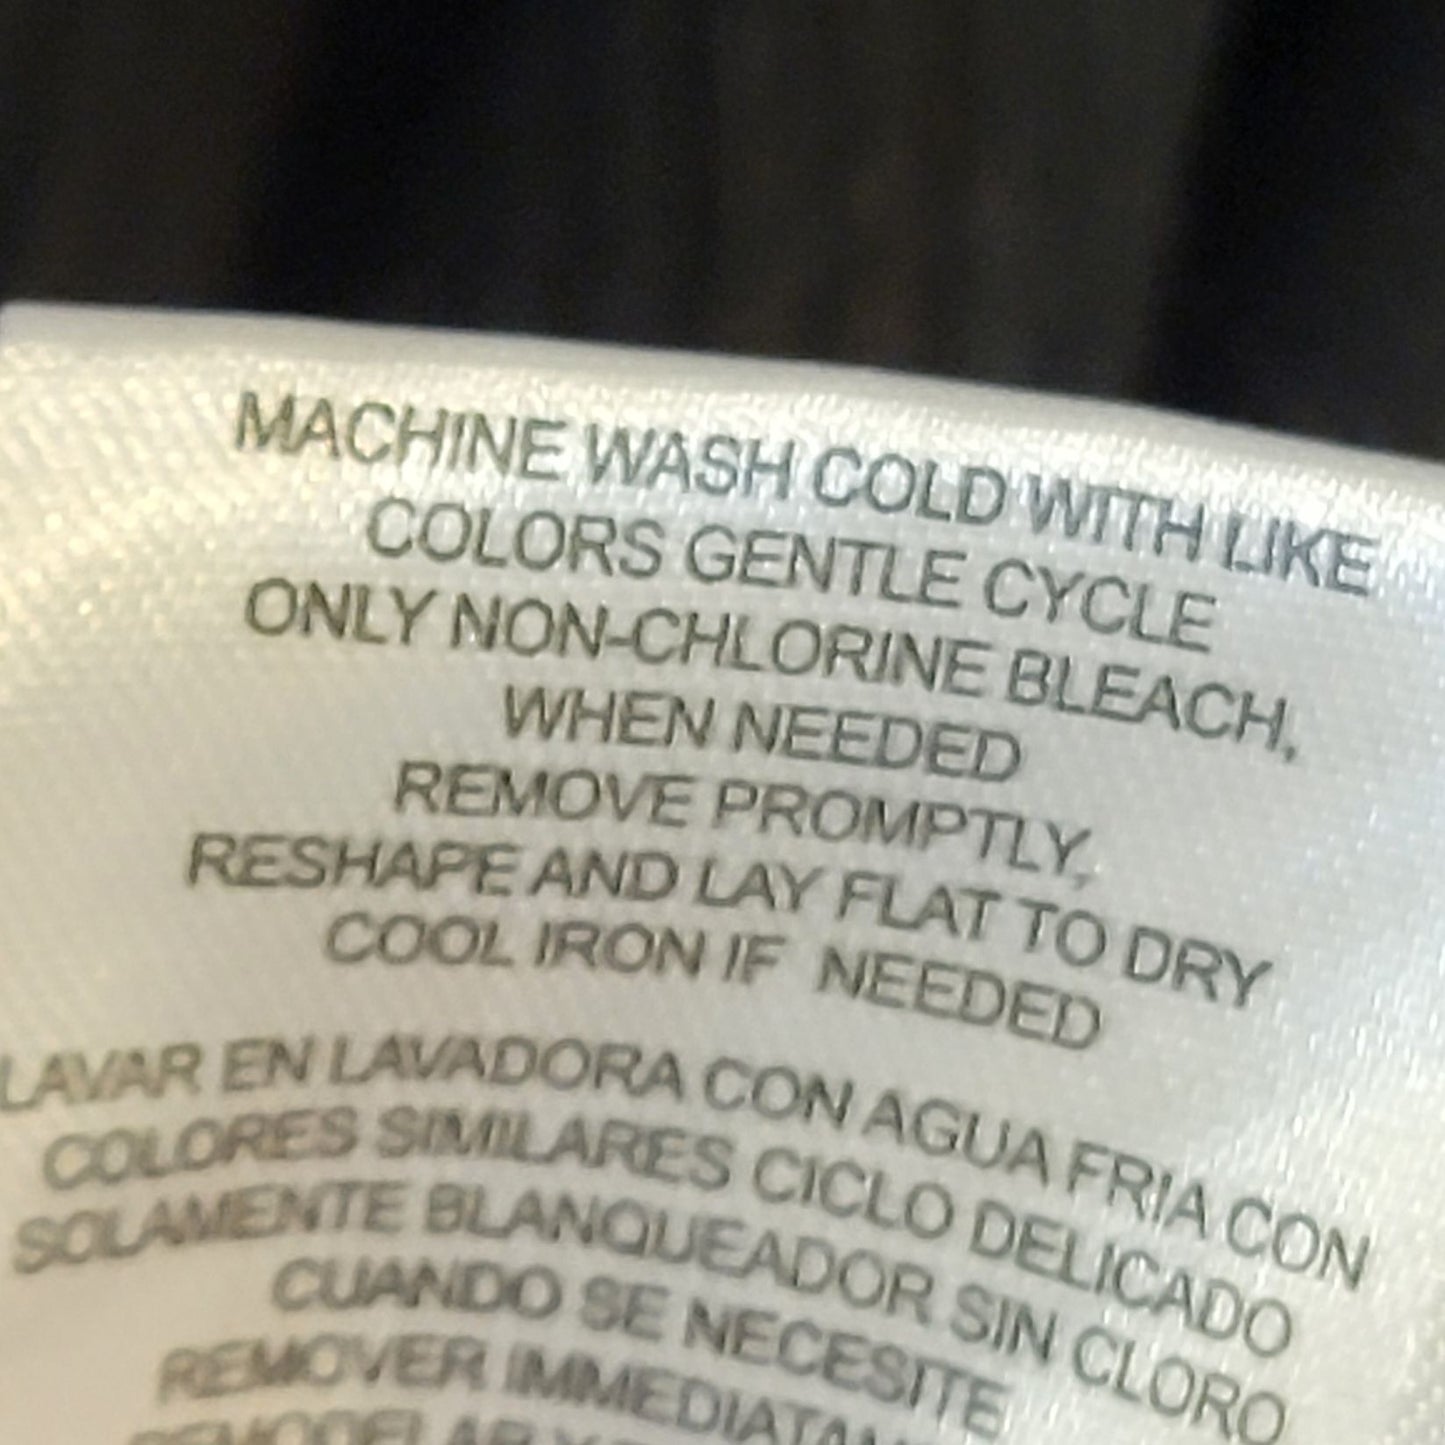 MACHINE WASH COLD WITH LIKE
COLORS GENTLE CYCLE
ONLY NON-CHLORINE BLEACH,
WHEN NEEDED
REMOVE PROMPTLY,
RESHAPE AND LAY FLAT TO DRY
COOL IRON IF NEEDED
LAVAR EN LAVADORA CON AGUA FRIA CON
COLORES SIMILARES CICLO DELICADO
SOLAMENTE BLANQUEADOR SIN CLORO
CUANDO SE NECESITE
REMOVER